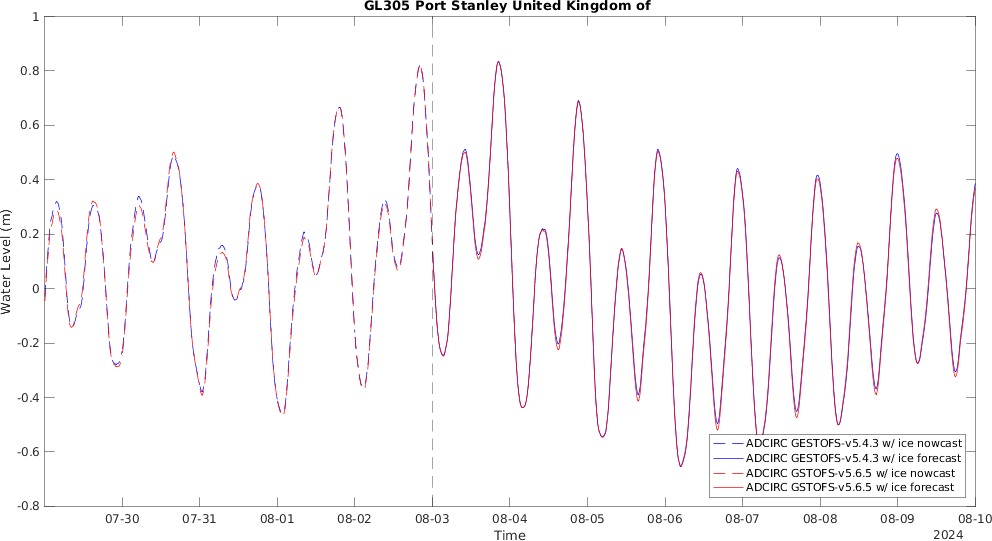 GL305 Port Stanley United Kingdom of
1
0.8
0.6
0.4
0.2
0
-0.2
-0.4
-0.6
-0.8
Water Level (m)
ADCIRC GESTOFS-v5.4.3 w/ ice nowcast
ADCIRC GESTOFS-v5.4.3 w/ ice forecast
ADCIRC GSTOFS-v5.6.5 w/ ice nowcast
ADCIRC GSTOFS-v5.6.5 w/ ice forecast
07-30 07-31 08-01 08-02 08-03 08-04 08-05 08-06 08-07 08-08 08-09 08-10
Time
2024